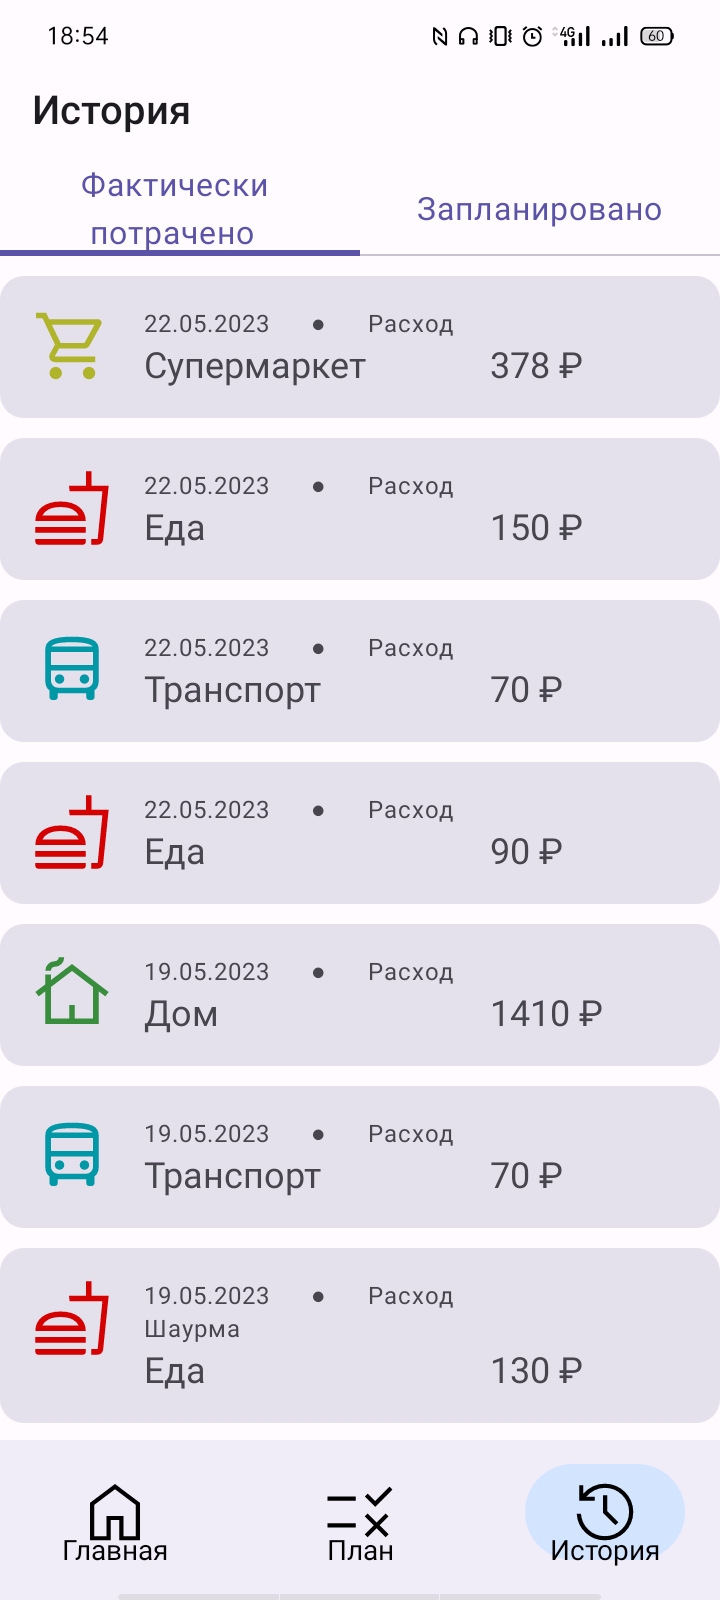 18:54 4G 60
История
Фактически
потрачено
Запланировано
22.05.2023 • Расход
Супермаркет 378 ₽
22.05.2023 • Расход
Еда 150 ₽
22.05.2023 • Расход
Транспорт 70 ₽
22.05.2023 • Расход
Еда 90 ₽
19.05.2023 • Расход
Дом 1410 ₽
19.05.2023 • Расход
Транспорт 70 ₽
19.05.2023 • Расход
Шаурма
Еда 130 ₽
Главная План История